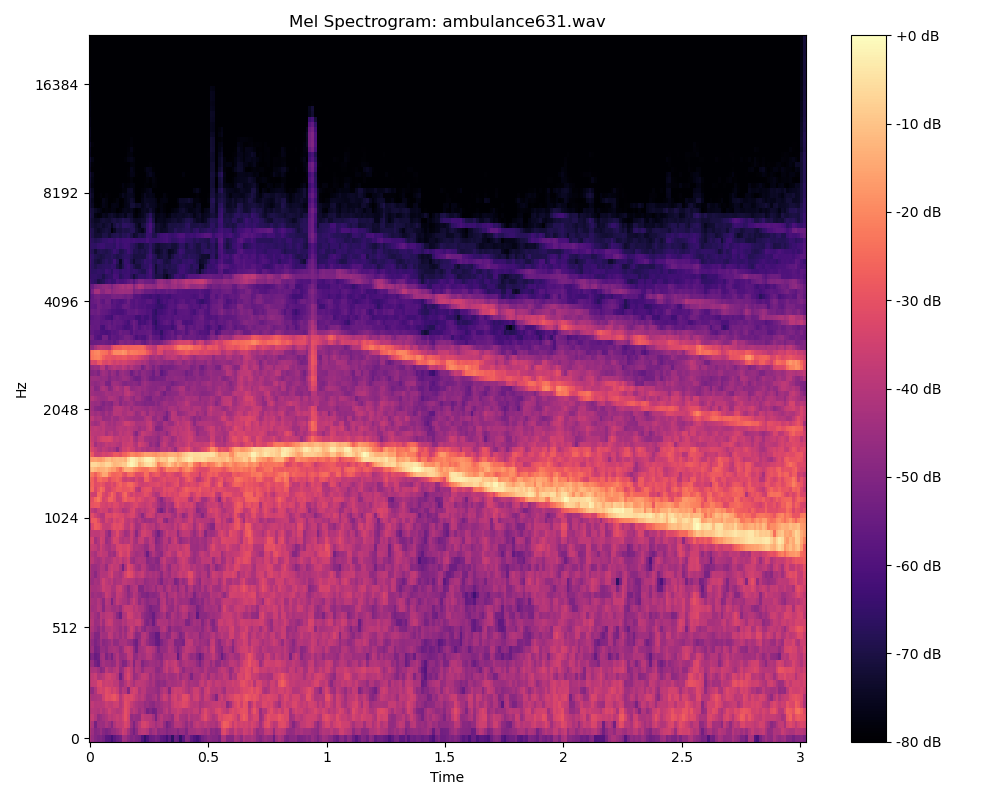 Mel Spectrogram: ambulance631.wav
Hz
16384
8192
4096
2048
1024
512
0
0
0.5
1
1.5
2
2.5
3
Time
+0 dB
-10 dB
-20 dB
-30 dB
-40 dB
-50 dB
-60 dB
-70 dB
-80 dB